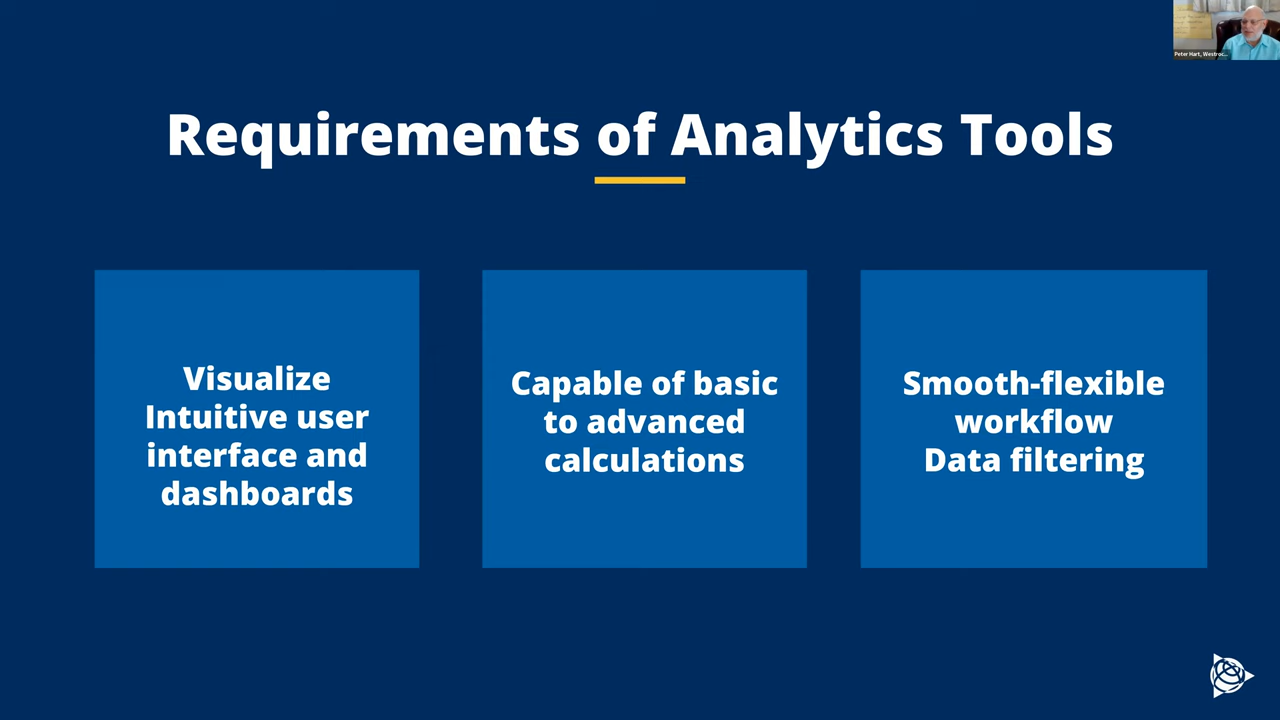 Peter Hart, Westroc...
Requirements of Analytics Tools
Visualize
Intuitive user
interface and
dashboards
Capable of basic
to advanced
calculations
Smooth-flexible
workflow
Data filtering